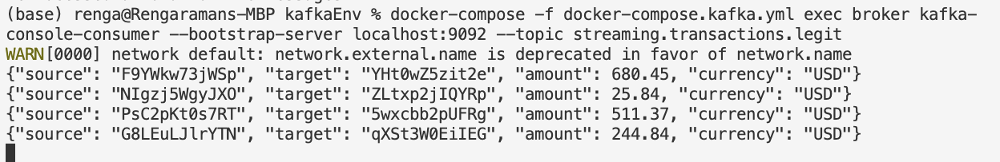 (base) renga@Rengaramans-MBP kafkaEnv % docker-compose -f docker-compose.kafka.yml exec broker kafka-
console-consumer --bootstrap-server localhost:9092 --topic streaming.transactions.legit
WARN[0000] network default: network.external.name is deprecated in favor of network.name
{"source": "F9YWkw73jWSp", "target": "YHt0wZ5zit2e", "amount": 680.45, "currency": "USD"}
{"source": "NIgzj5WgyJXO", "target": "ZLtxp2jIQYRp", "amount": 25.84, "currency": "USD"}
{"source": "PsC2pKt0s7RT", "target": "5wxcbb2pUFRg", "amount": 511.37, "currency": "USD"}
{"source": "G8LEuLJlrYTN", "target": "qXSt3W0EiIEG", "amount": 244.84, "currency": "USD"}